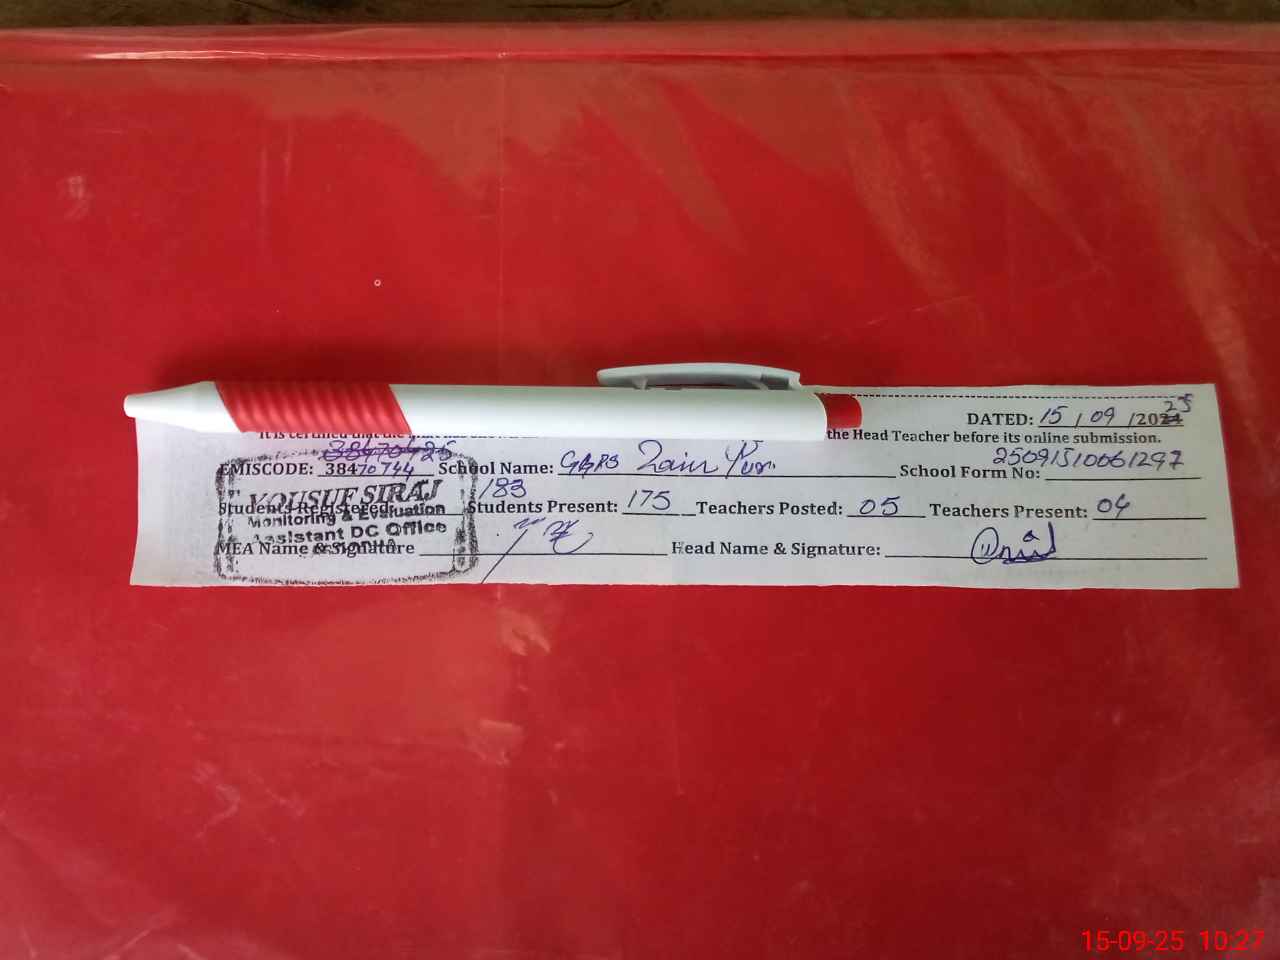 DATED: 15 / 09 /2025
It is certified that the the Head Teacher before its online submission.
EMISCODE: 38470744 School Name: GGPS Zain Pur. School Form No: 25091510061297
Students Registered: 183 Students Present: 175 Teachers Posted: 05 Teachers Present: 04
MEA Name & Signature Head Name & Signature:
YOUSUF SIRAJ
Monitoring & Evaluation
Assistant DC Office
15-09-25 10:27